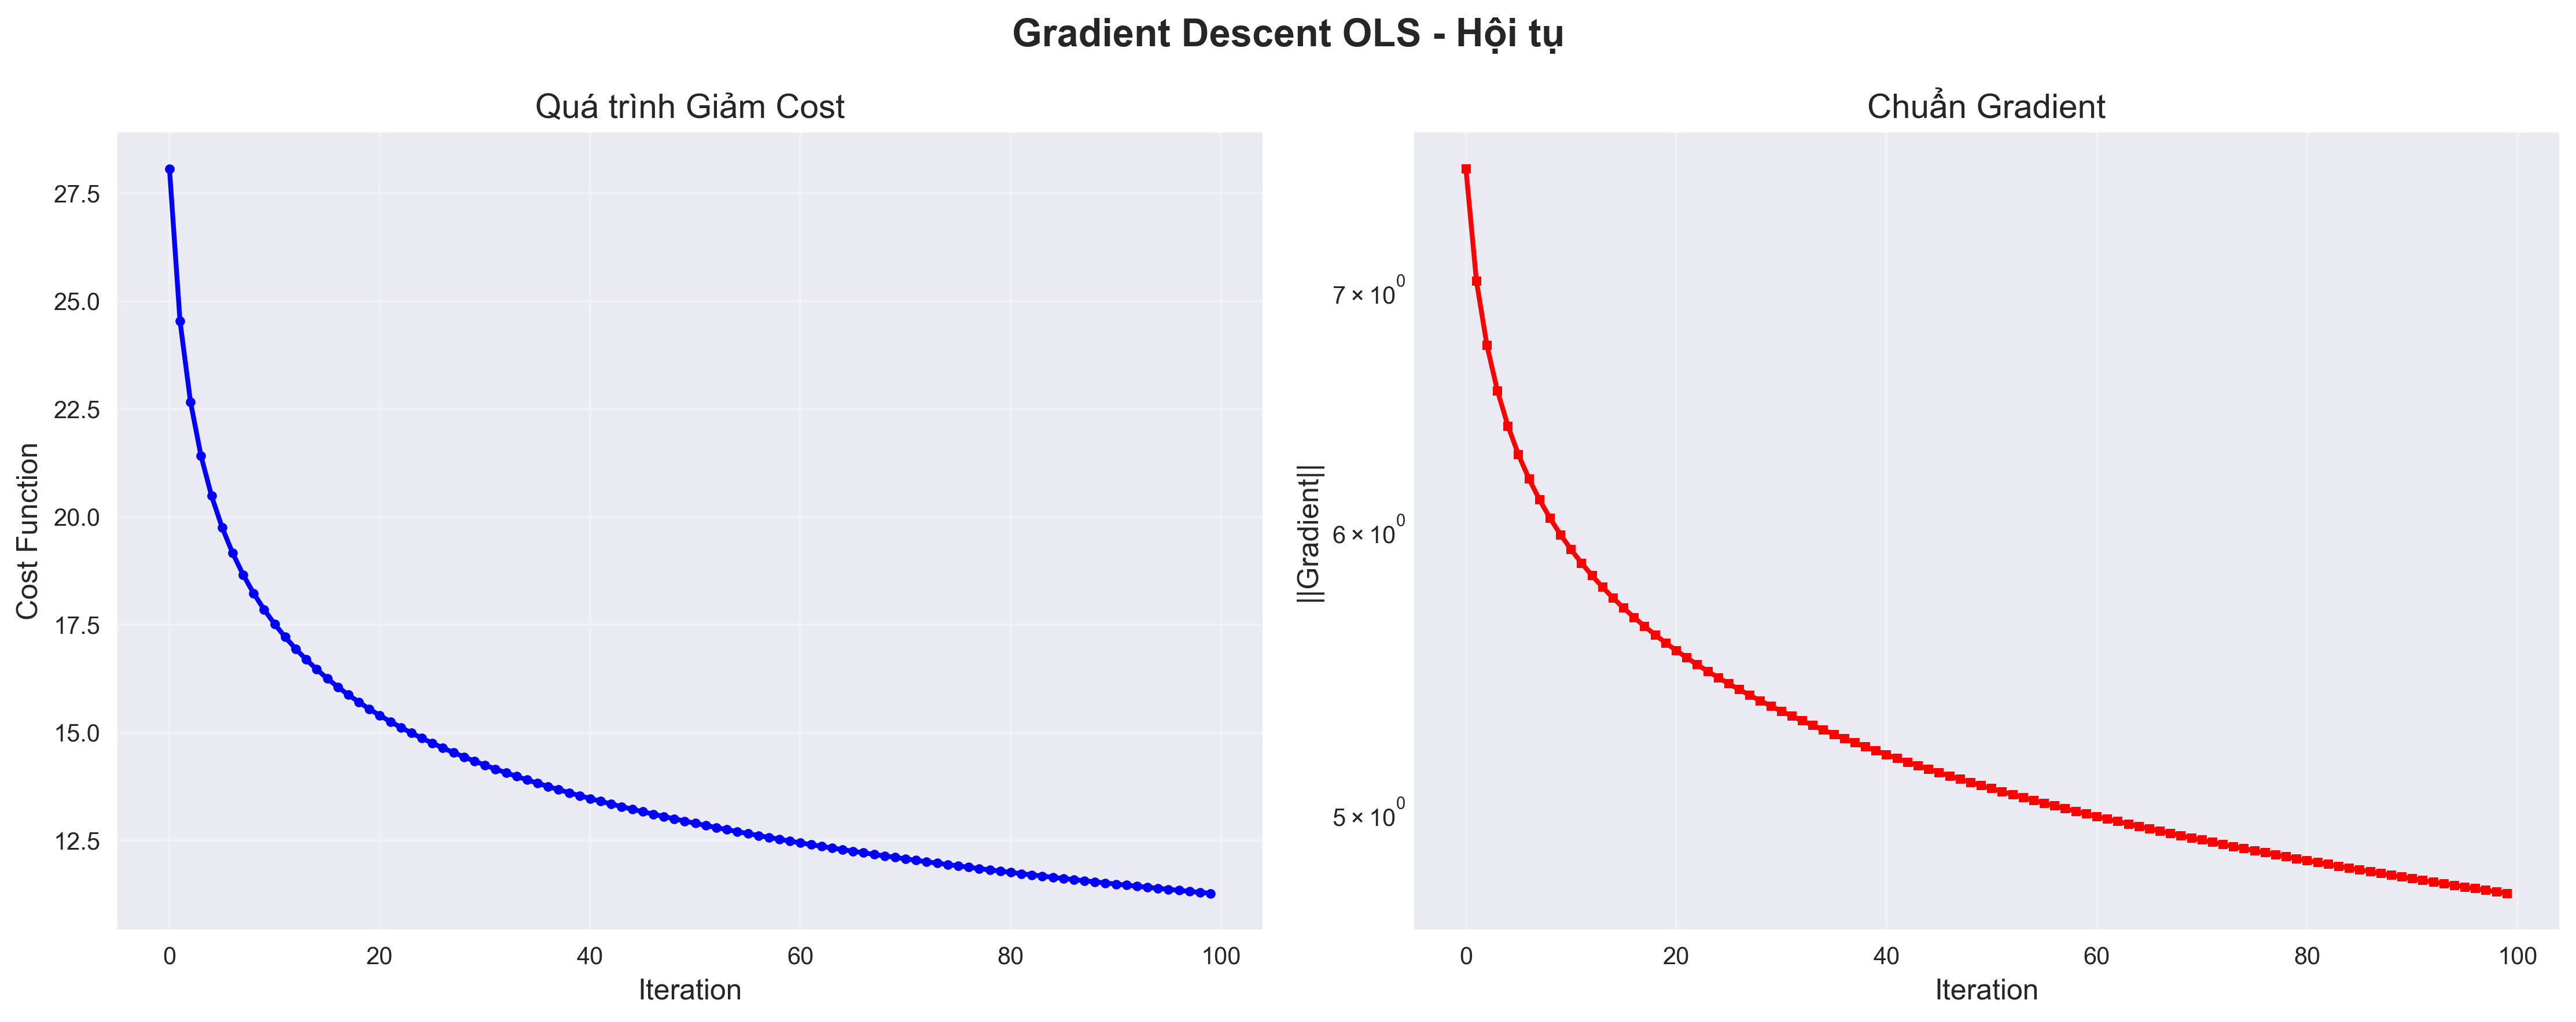 Gradient Descent OLS - Hội tụ
Quá trình Giảm Cost
Cost Function
27.5
25.0
22.5
20.0
17.5
15.0
12.5
0 20 40 60 80 100
Iteration
Chuẩn Gradient
||Gradient||
7 × 10⁰
6 × 10⁰
5 × 10⁰
0 20 40 60 80 100
Iteration